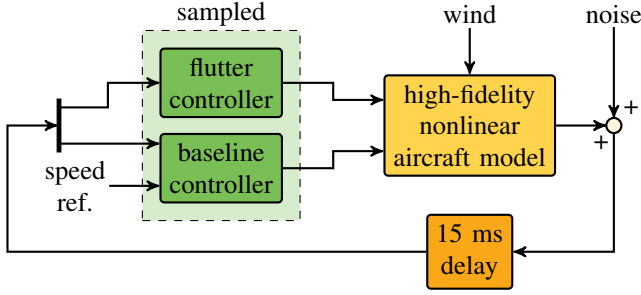 sampled
wind
noise
flutter
controller
high-fidelity
nonlinear
aircraft model
+
+
baseline
controller
speed
ref.
15 ms
delay